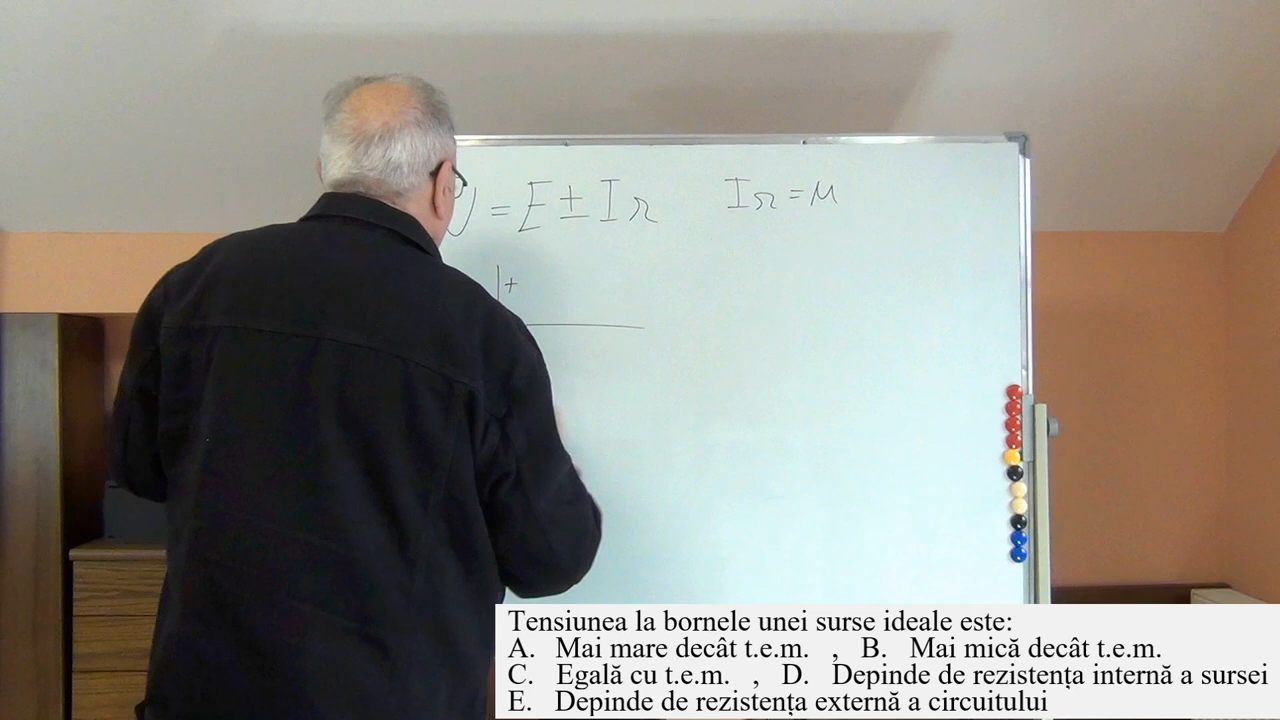 U = E ± Ir    Ir = u
+
Tensiunea la bornele unei surse ideale este:
A. Mai mare decât t.e.m. , B. Mai mică decât t.e.m.
C. Egală cu t.e.m. , D. Depinde de rezistența internă a sursei
E. Depinde de rezistența externă a circuitului